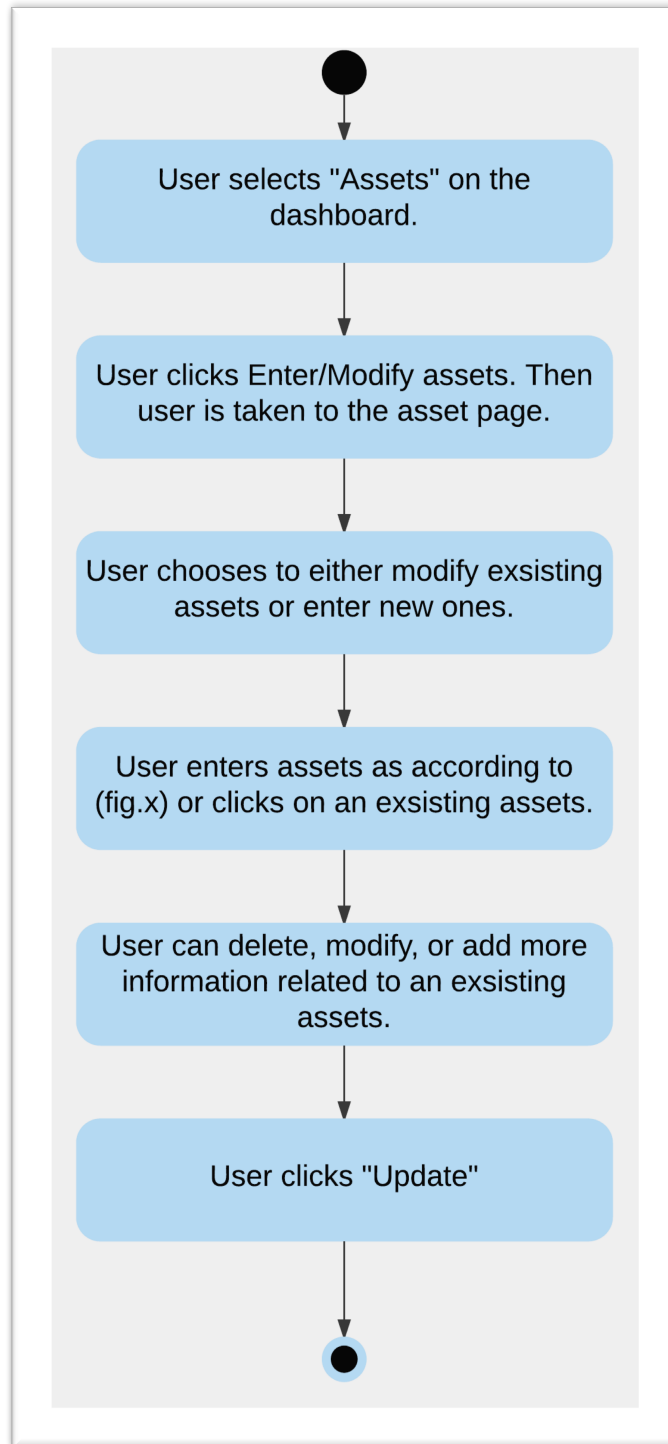 User selects "Assets" on the
dashboard.
User clicks Enter/Modify assets. Then
user is taken to the asset page.
User chooses to either modify exsisting
assets or enter new ones.
User enters assets as according to
(fig.x) or clicks on an exsisting assets.
User can delete, modify, or add more
information related to an exsisting
assets.
User clicks "Update"